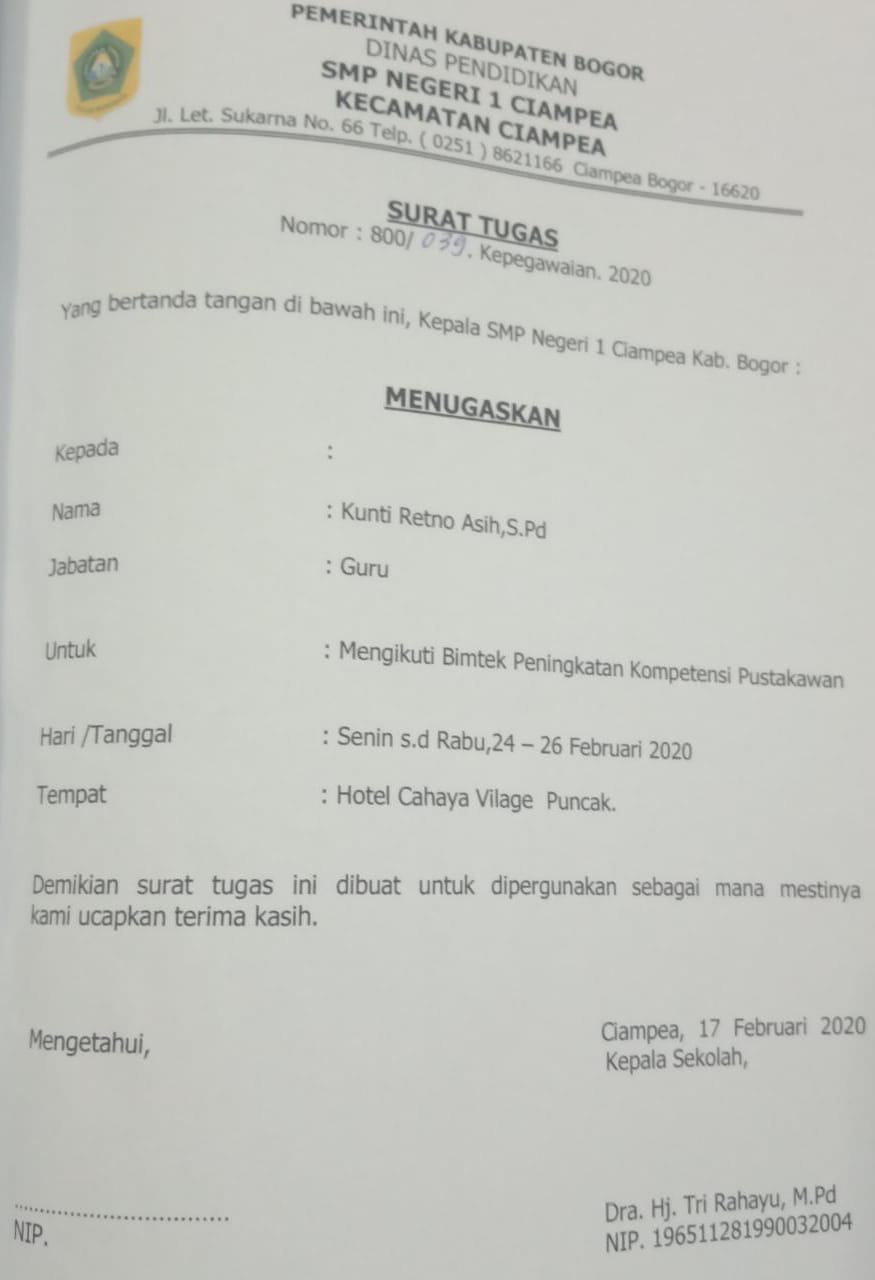 PEMERINTAH KABUPATEN BOGOR
DINAS PENDIDIKAN
SMP NEGERI 1 CIAMPEA
KECAMATAN CIAMPEA
Jl. Let. Sukarna No. 66 Telp. ( 0251 ) 8621166 Ciampea Bogor - 16620
SURAT TUGAS
Nomor : 800/ 039. Kepegawaian. 2020
Yang bertanda tangan di bawah ini, Kepala SMP Negeri 1 Ciampea Kab. Bogor :
MENUGASKAN
Kepada :
Nama : Kunti Retno Asih,S.Pd
Jabatan : Guru
Untuk : Mengikuti Bimtek Peningkatan Kompetensi Pustakawan
Hari /Tanggal : Senin s.d Rabu,24 – 26 Februari 2020
Tempat : Hotel Cahaya Vilage Puncak.
Demikian surat tugas ini dibuat untuk dipergunakan sebagai mana mestinya
kami ucapkan terima kasih.
Ciampea, 17 Februari 2020
Mengetahui, Kepala Sekolah,
Dra. Hj. Tri Rahayu, M.Pd
NIP. NIP. 196511281990032004